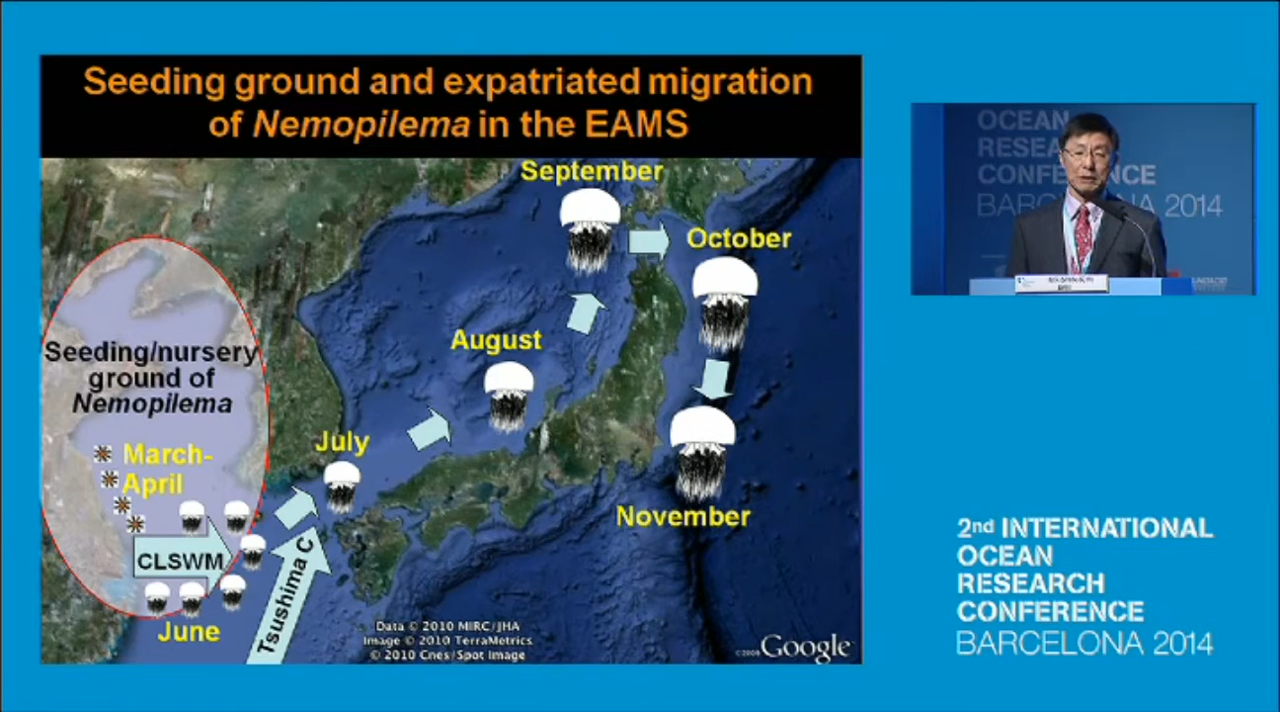 Seeding ground and expatriated migration
of Nemopilema in the EAMS
September
October
August
Seeding/nursery
ground of
Nemopilema
July
March-
April
November
CLSWM
Tsushima C
June
Data © 2010 MIRC/JHA
Image © 2010 TerraMetrics
© 2010 Cnes/Spot Image
Google
OCEAN
RESEA
CONFERENCE
BARCELONA 2014
2nd INTERNATIONAL
OCEAN
RESEARCH
CONFERENCE
BARCELONA 2014